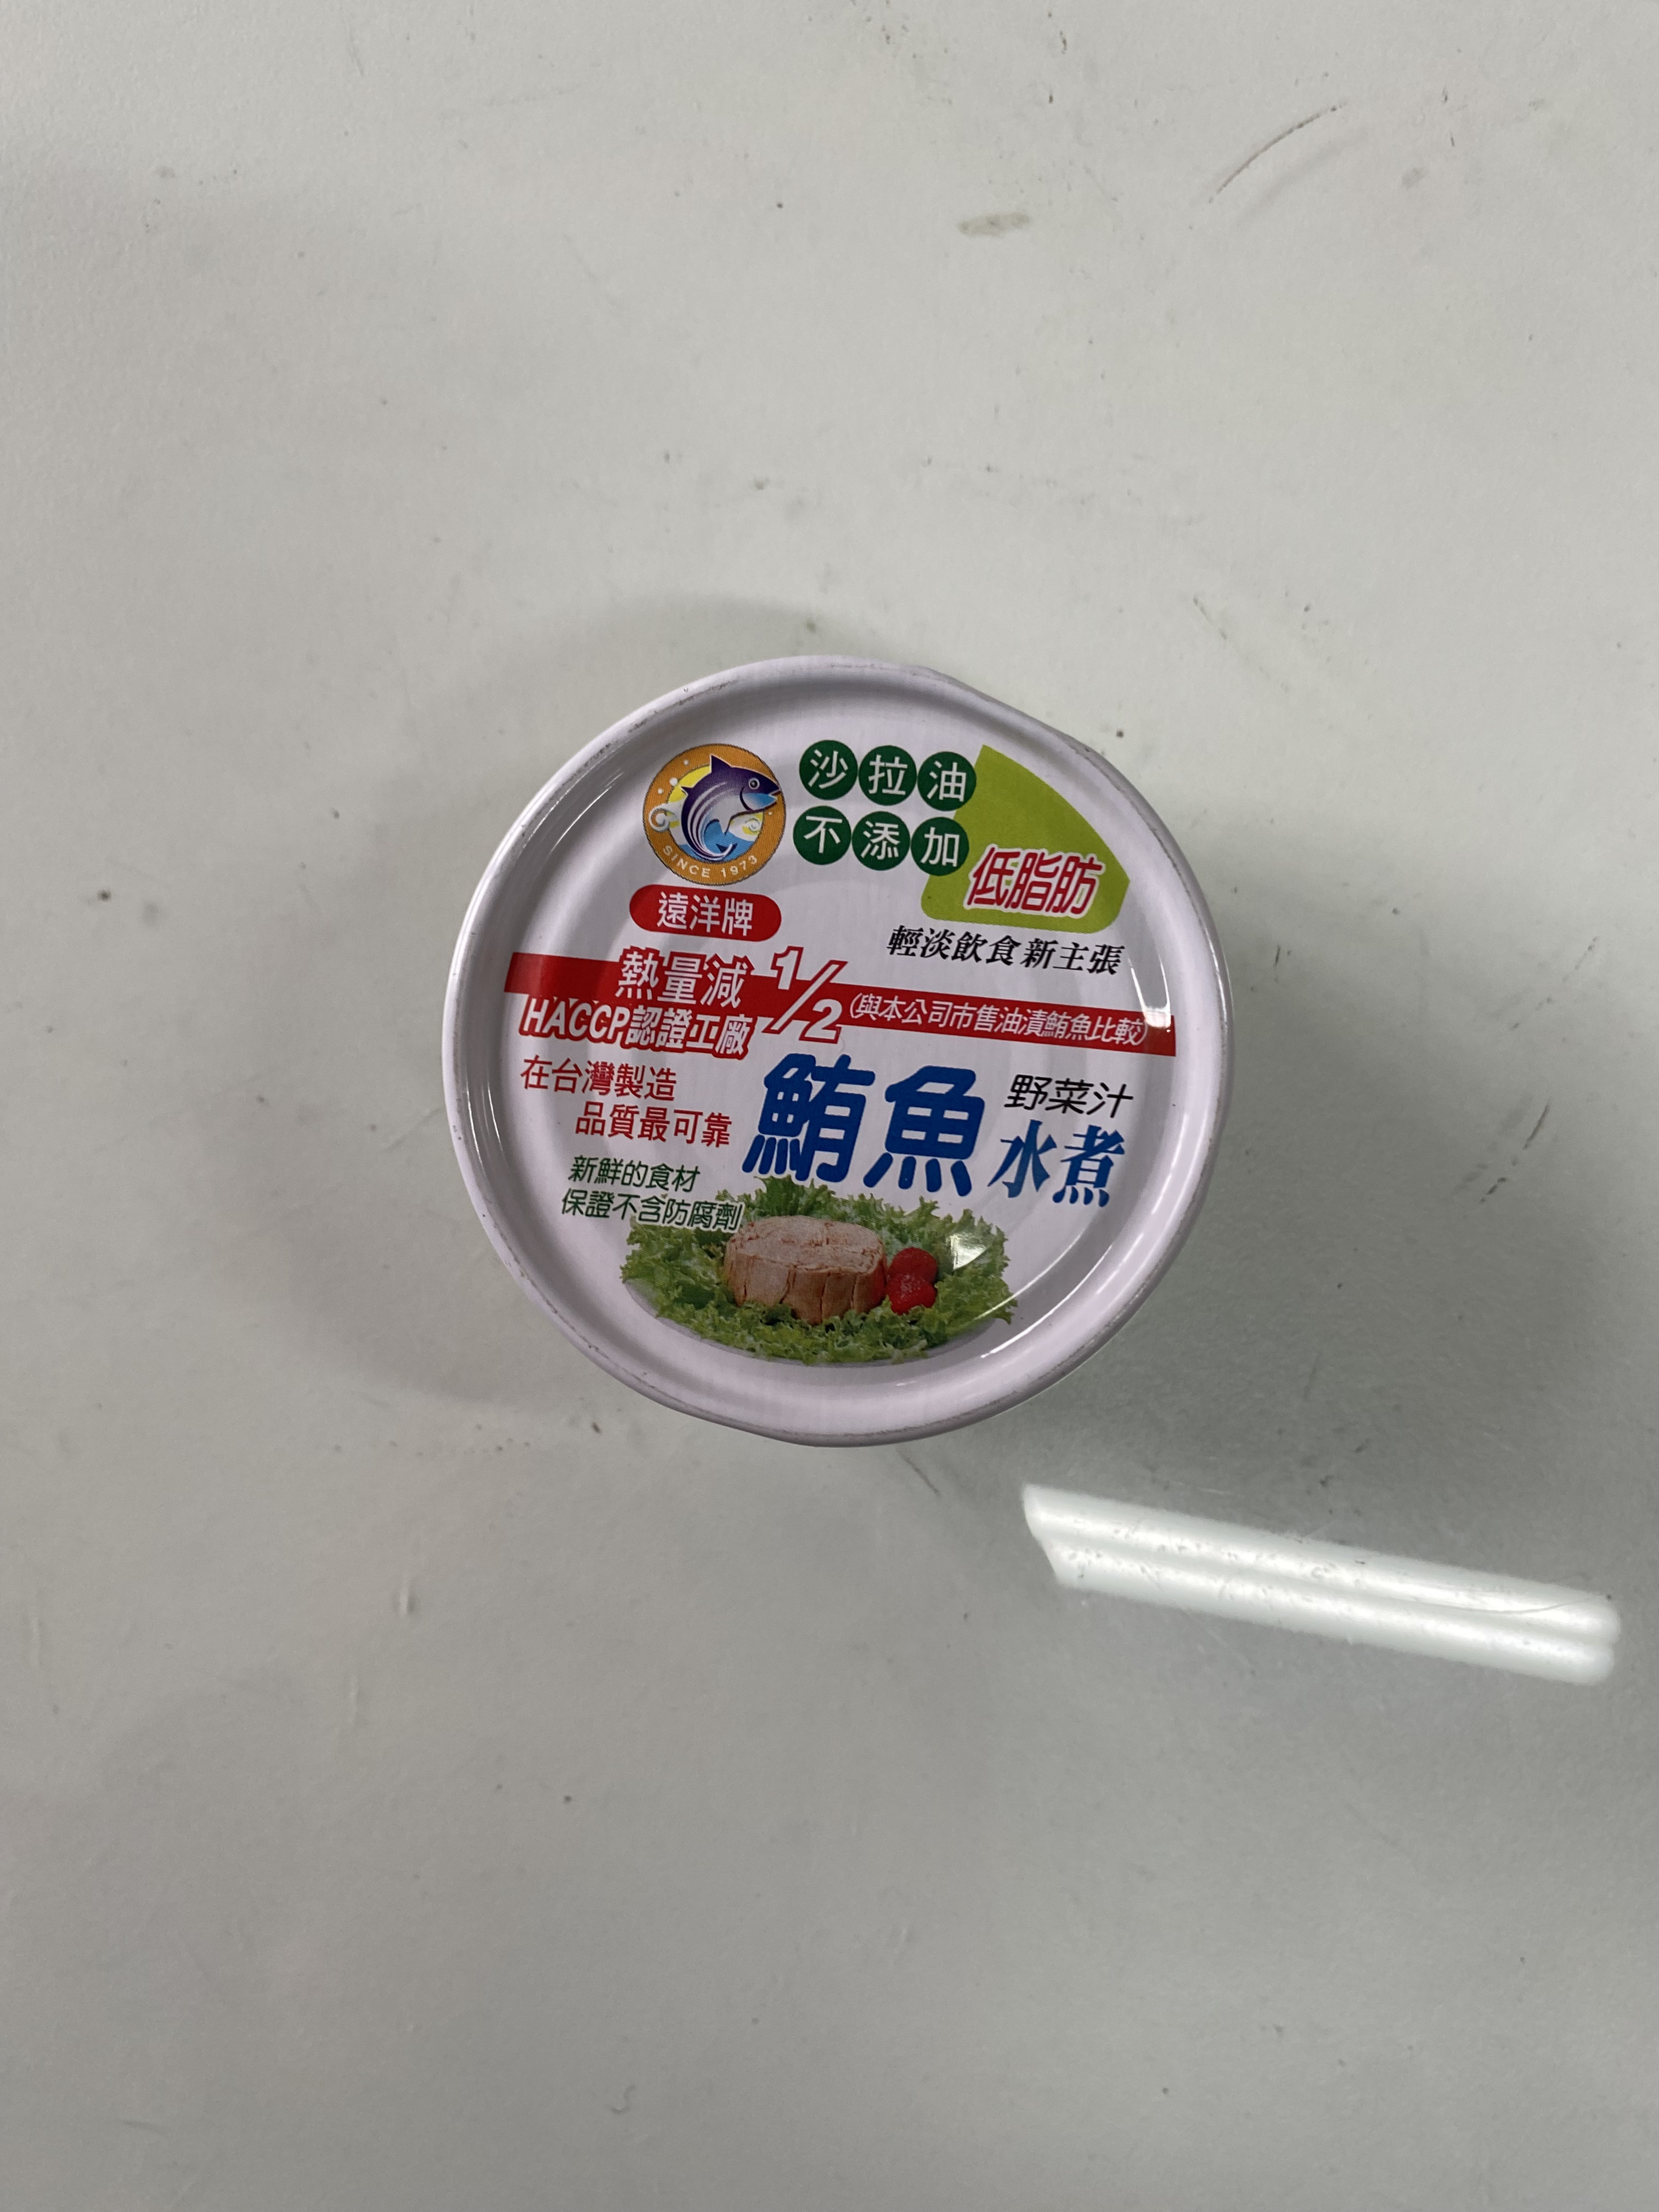 沙拉油
不添加
低脂肪
SINCE 1973
遠洋牌
輕淡飲食新主張
熱量減1/2(與本公司市售油漬鮪魚比較)
HACCP認證工廠
在台灣製造
品質最可靠
鮪魚
野菜汁
水煮
新鮮的食材
保證不含防腐劑